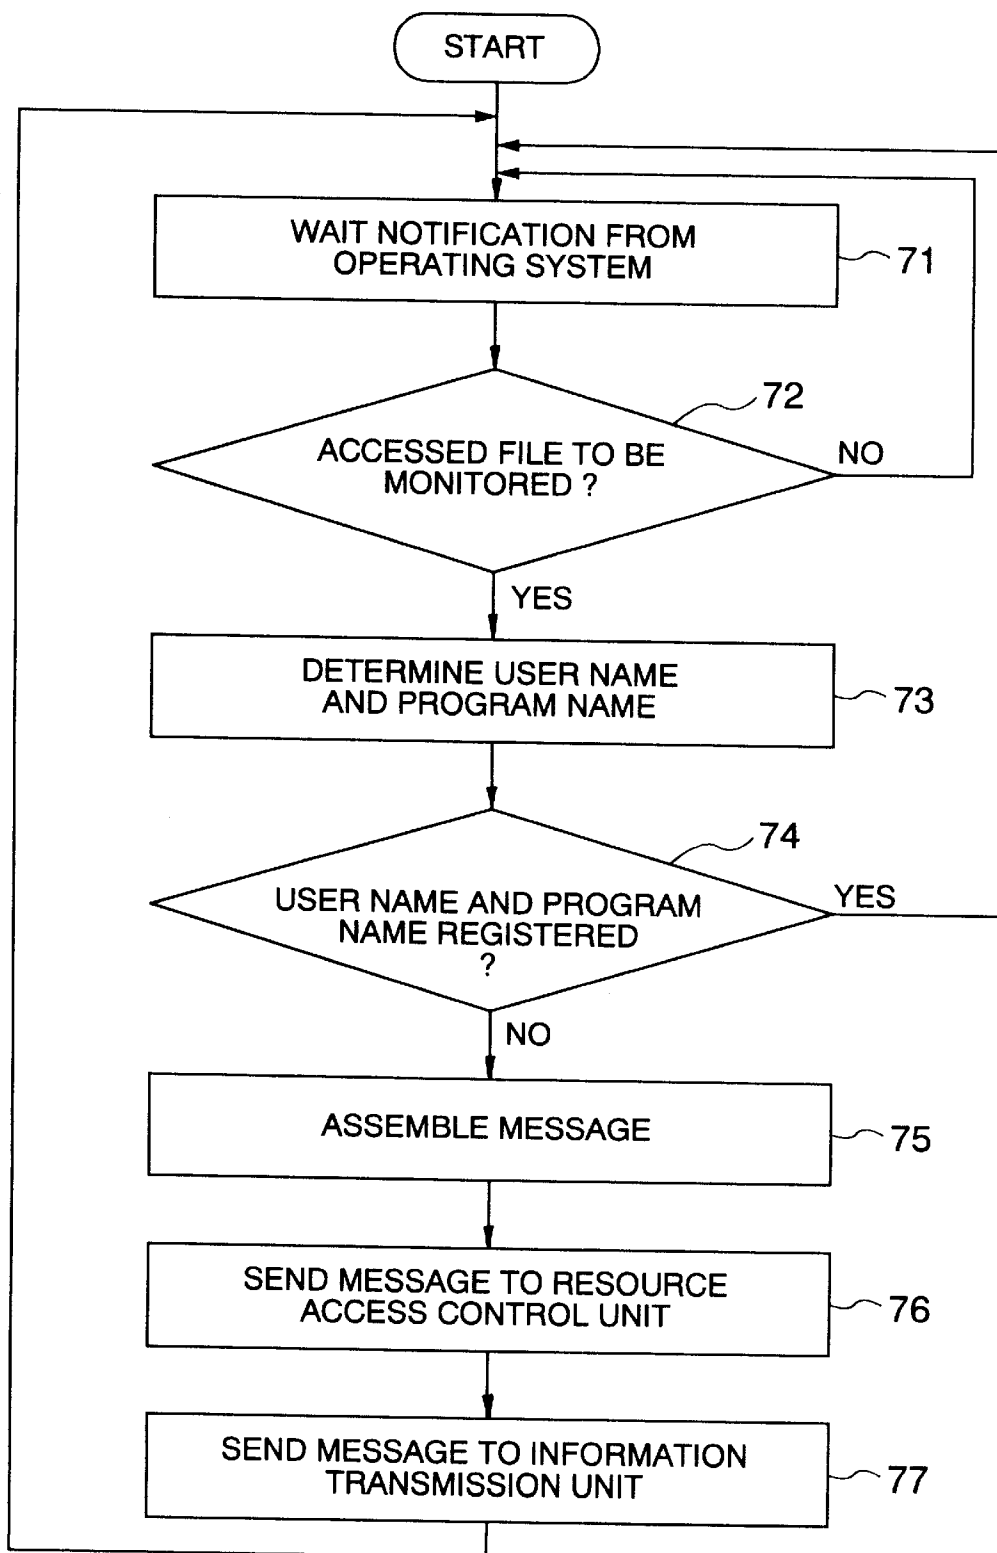 START
WAIT NOTIFICATION FROM
OPERATING SYSTEM
71
72
ACCESSED FILE TO BE
MONITORED ?
NO
YES
DETERMINE USER NAME
AND PROGRAM NAME
73
74
USER NAME AND PROGRAM
NAME REGISTERED
?
YES
NO
ASSEMBLE MESSAGE
75
SEND MESSAGE TO RESOURCE
ACCESS CONTROL UNIT
76
SEND MESSAGE TO INFORMATION
TRANSMISSION UNIT
77